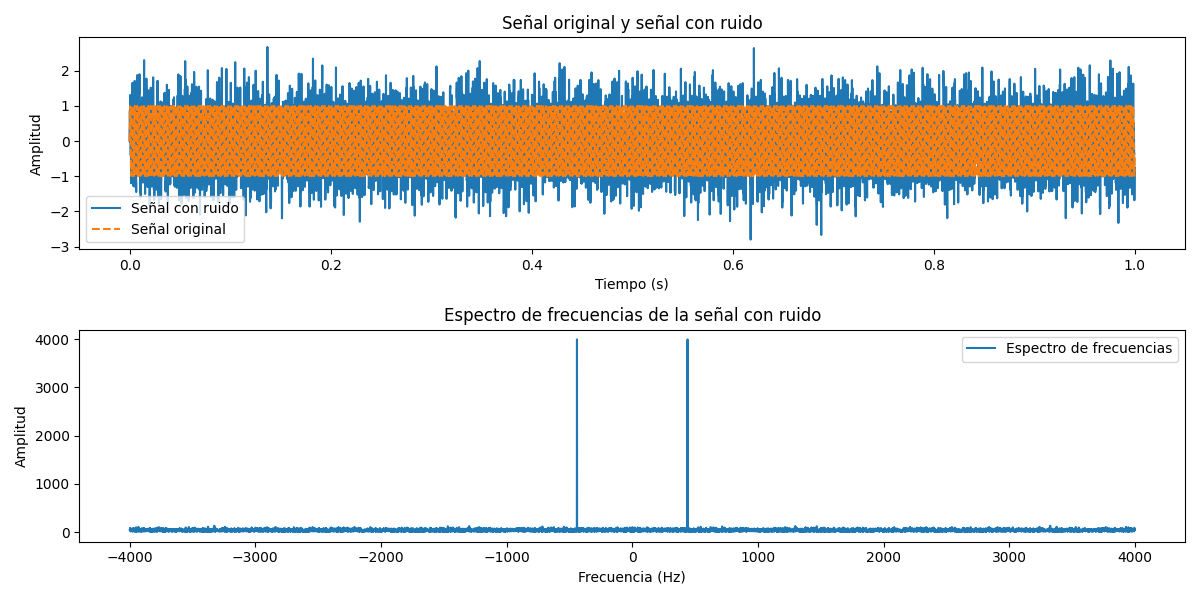 Señal original y señal con ruido
Amplitud
2
1
0
−1
−2
−3
Señal con ruido
Señal original
0.0 0.2 0.4 0.6 0.8 1.0
Tiempo (s)
Espectro de frecuencias de la señal con ruido
Amplitud
4000
3000
2000
1000
0
Espectro de frecuencias
−4000 −3000 −2000 −1000 0 1000 2000 3000 4000
Frecuencia (Hz)